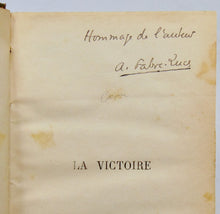 Hommage de l'auteur
A. Fabre-Luce
LA VICTOIRE